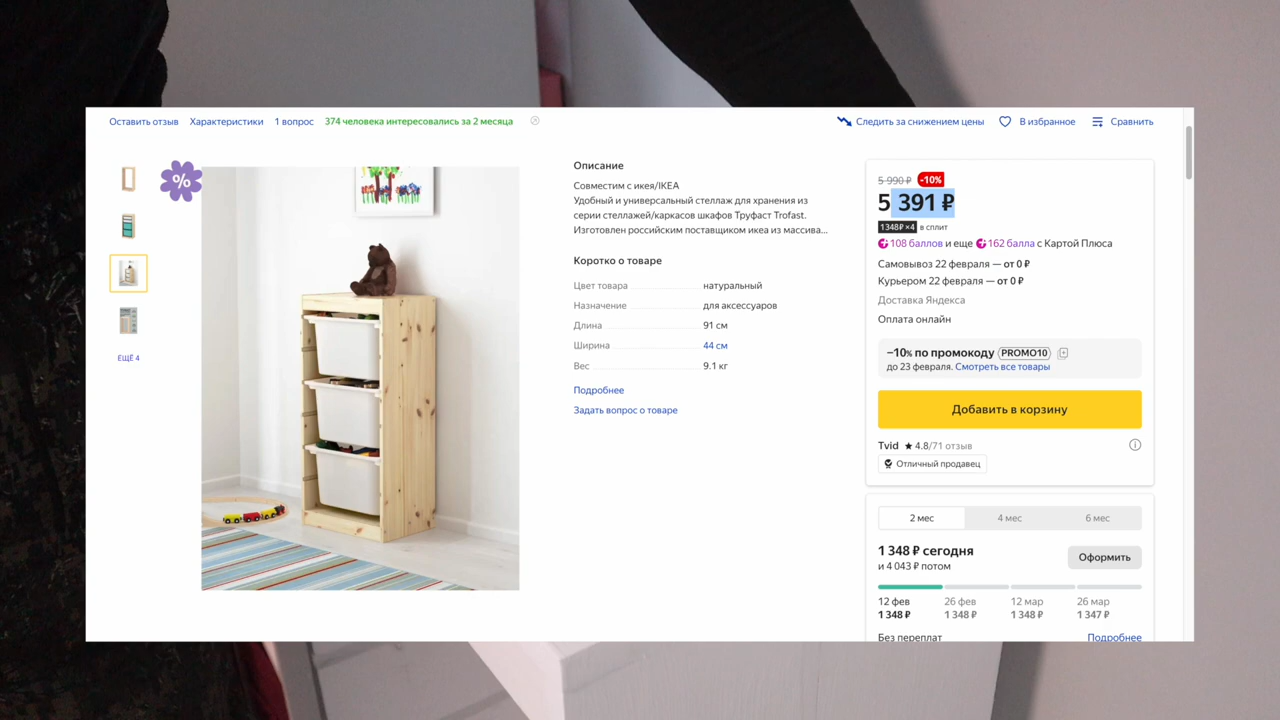 Оставить отзыв Характеристики 1 вопрос 374 человека интересовались за 2 месяца
Следить за снижением цены В избранное Сравнить
%
ЕЩЁ 4
Описание
Совместим с икея/IKEA
Удобный и универсальный стеллаж для хранения из
серии стеллажей/каркасов шкафов Труфаст Trofast.
Изготовлен российским поставщиком икеа из массива...
Коротко о товаре
Цвет товара натуральный
Назначение для аксессуаров
Длина 91 см
Ширина 44 см
Вес 9.1 кг
Подробнее
Задать вопрос о товаре
5 990 ₽ -10%
5 391 ₽
1348₽×4 в сплит
108 баллов и еще 162 балла с Картой Плюса
Самовывоз 22 февраля — от 0 ₽
Курьером 22 февраля — от 0 ₽
Доставка Яндекса
Оплата онлайн
−10% по промокоду PROMO10
до 23 февраля. Смотреть все товары
Добавить в корзину
Tvid ★ 4.8/71 отзыв
Отличный продавец
2 мес 4 мес 6 мес
1 348 ₽ сегодня
и 4 043 ₽ потом
Оформить
12 фев 26 фев 12 мар 26 мар
1 348 ₽ 1 348 ₽ 1 348 ₽ 1 347 ₽
Без переплат Подробнее